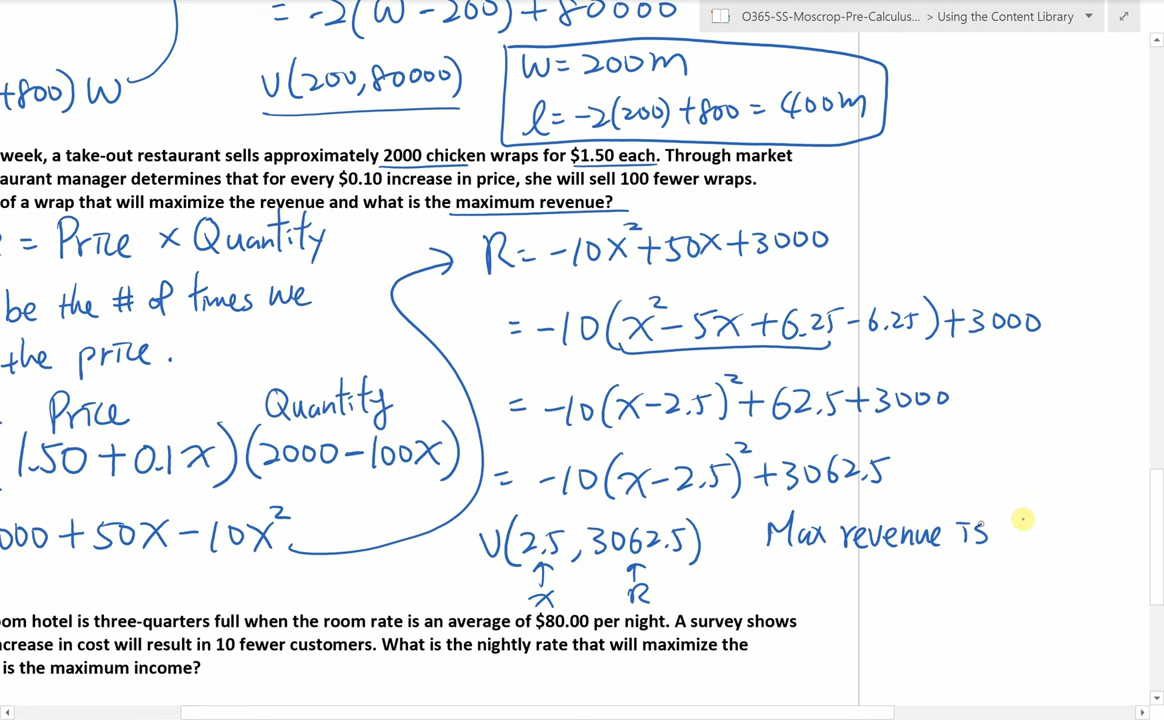 = -2(W - 200) + 80000
O365-SS-Moscrop-Pre-Calculus... > Using the Content Library
+800) W
V(200, 80000)
W = 200m
l = -2(200) + 800 = 400m
week, a take-out restaurant sells approximately 2000 chicken wraps for $1.50 each. Through market
aurant manager determines that for every $0.10 increase in price, she will sell 100 fewer wraps.
of a wrap that will maximize the revenue and what is the maximum revenue?
= Price × Quantity
be the # of times we
the price.
Price Quantity
(1.50 + 0.1x)(2000 - 100x)
000 + 50x - 10x²
R = -10x² + 50x + 3000
= -10(x² - 5x + 6.25 - 6.25) + 3000
= -10(x - 2.5)² + 62.5 + 3000
= -10(x - 2.5)² + 3062.5
V(2.5, 3062.5) Max revenue is
x R
om hotel is three-quarters full when the room rate is an average of $80.00 per night. A survey shows
crease in cost will result in 10 fewer customers. What is the nightly rate that will maximize the
is the maximum income?